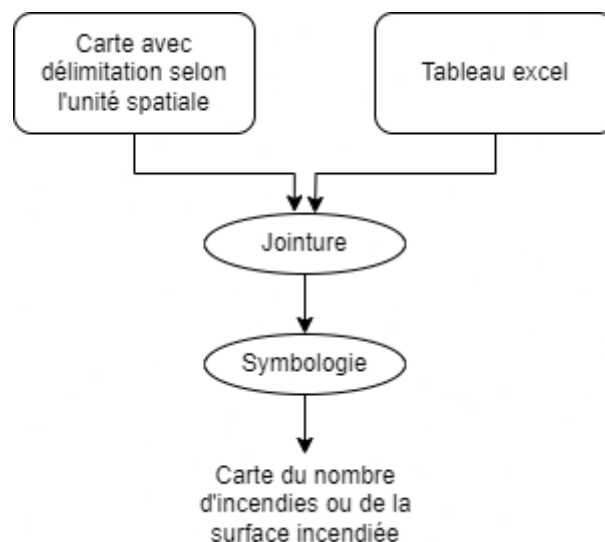 Carte avec
délimitation selon
l'unité spatiale
Tableau excel
Jointure
Symbologie
Carte du nombre
d'incendies ou de la
surface incendiée